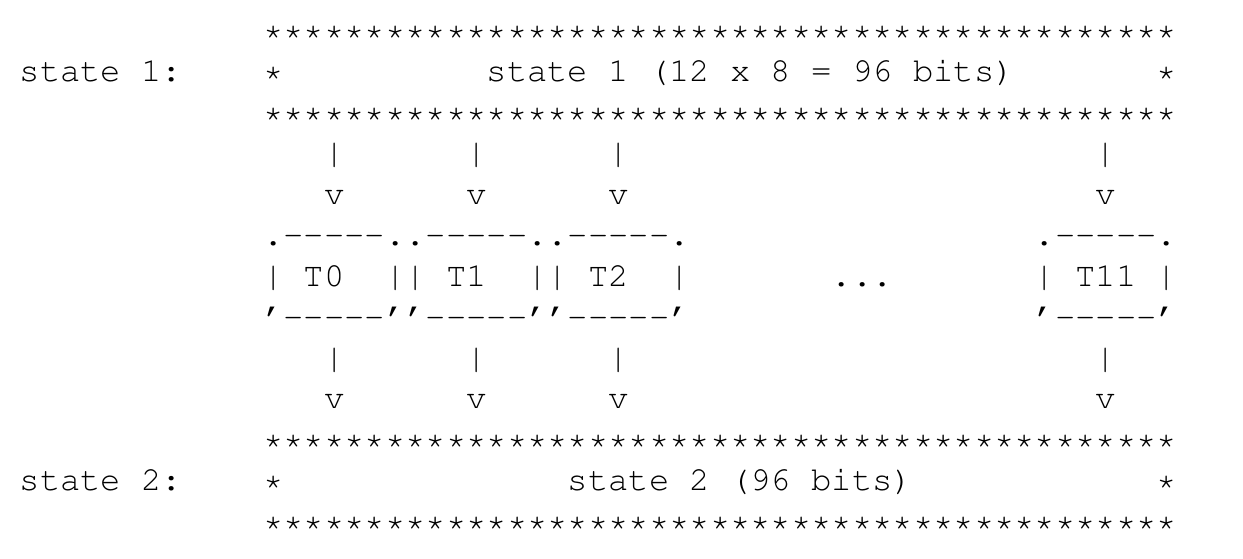 *********************************************
state 1:    *          state 1 (12 x 8 = 96 bits)       *
*********************************************
|      |      |                       |
v      v      v                       v
.-----..-----..-----.                 .-----.
| T0  || T1  || T2  |       ...       | T11 |
'-----''-----''-----'                 '-----'
|      |      |                       |
v      v      v                       v
*********************************************
state 2:    *              state 2 (96 bits)            *
*********************************************